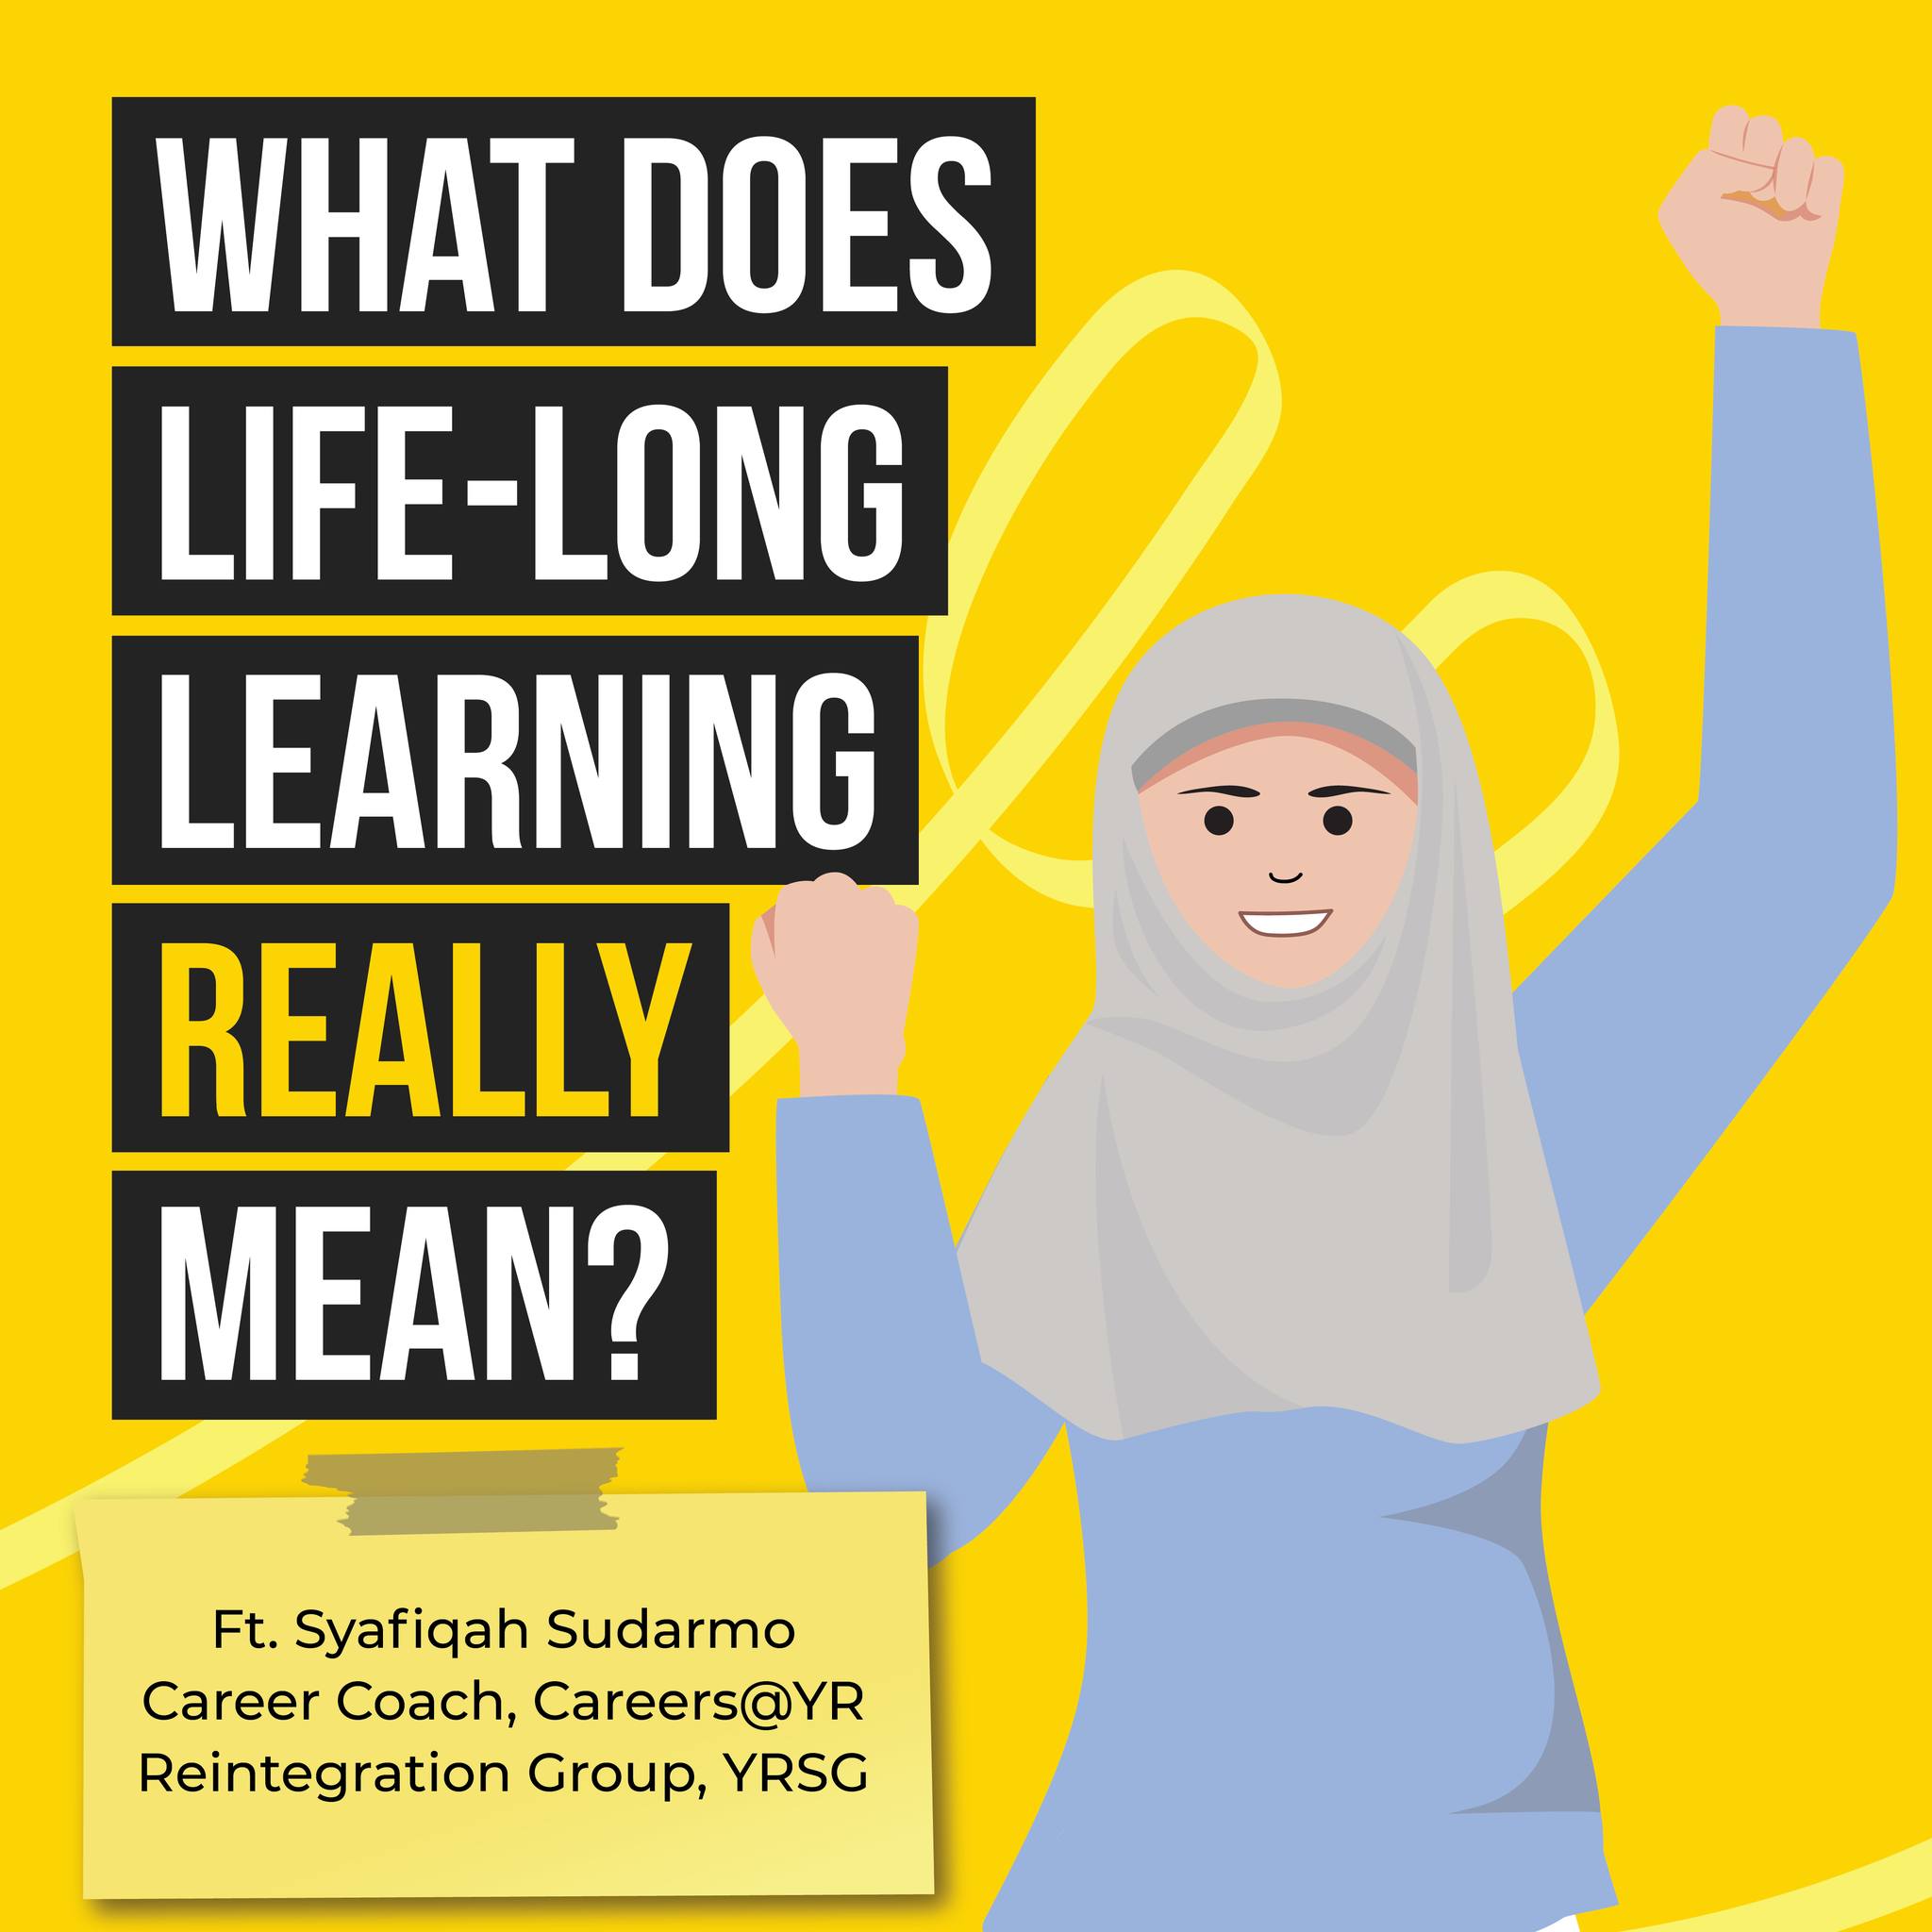 WHAT DOES
LIFE-LONG
LEARNING
REALLY
MEAN?
Ft. Syafiqah Sudarmo
Career Coach, Careers@YR
Reintegration Group, YRSG